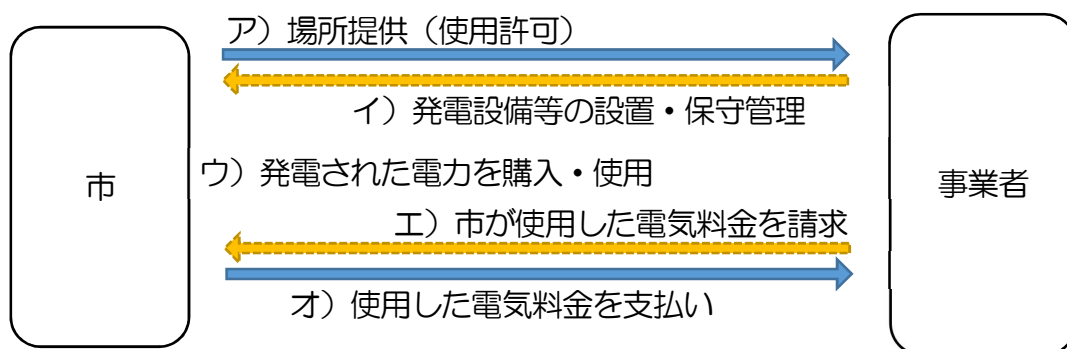 ア）場所提供（使用許可）
イ）発電設備等の設置・保守管理
ウ）発電された電力を購入・使用
市
事業者
エ）市が使用した電気料金を請求
オ）使用した電気料金を支払い